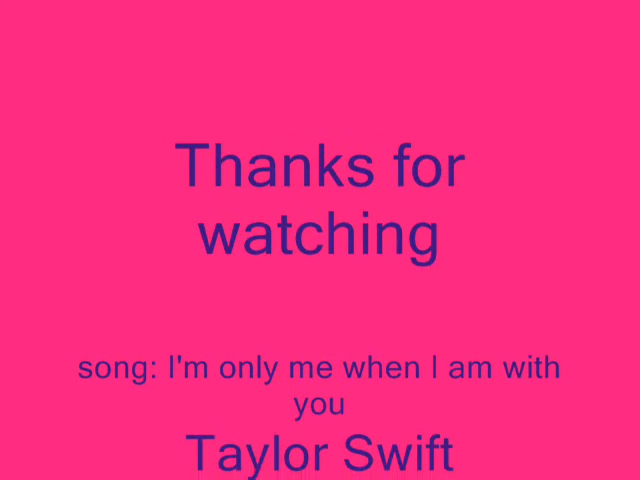 Thanks for
watching
song: I'm only me when I am with
you
Taylor Swift